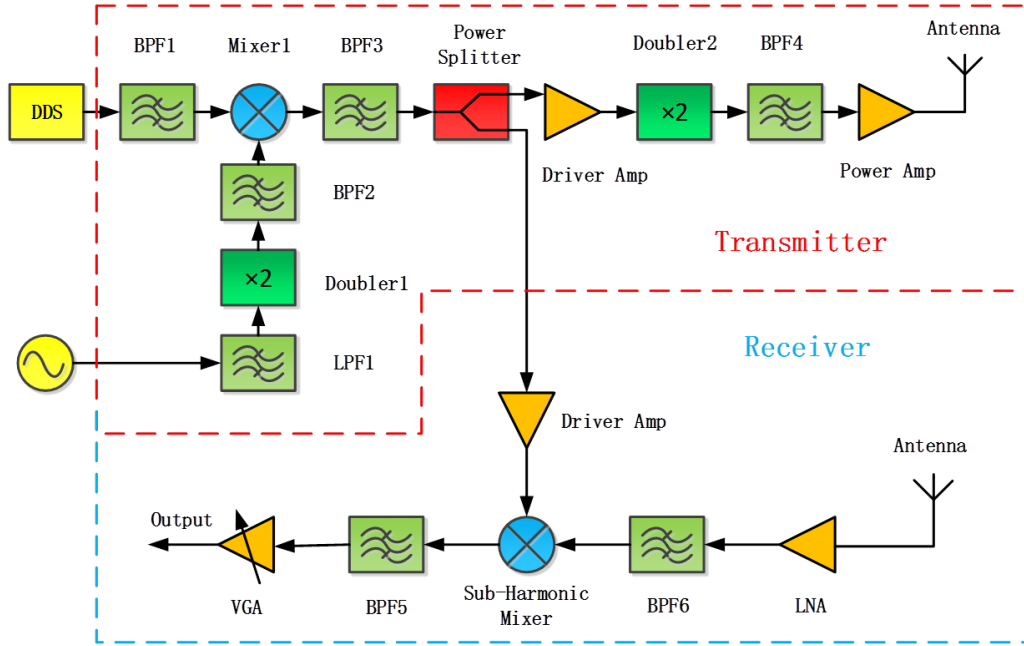 BPF1
Mixer1
BPF3
Power
Splitter
Doubler2
BPF4
Antenna
DDS
×2
Driver Amp
Power Amp
BPF2
Transmitter
×2
Doubler1
Receiver
LPF1
Driver Amp
Antenna
Output
VGA
BPF5
Sub-Harmonic
Mixer
BPF6
LNA